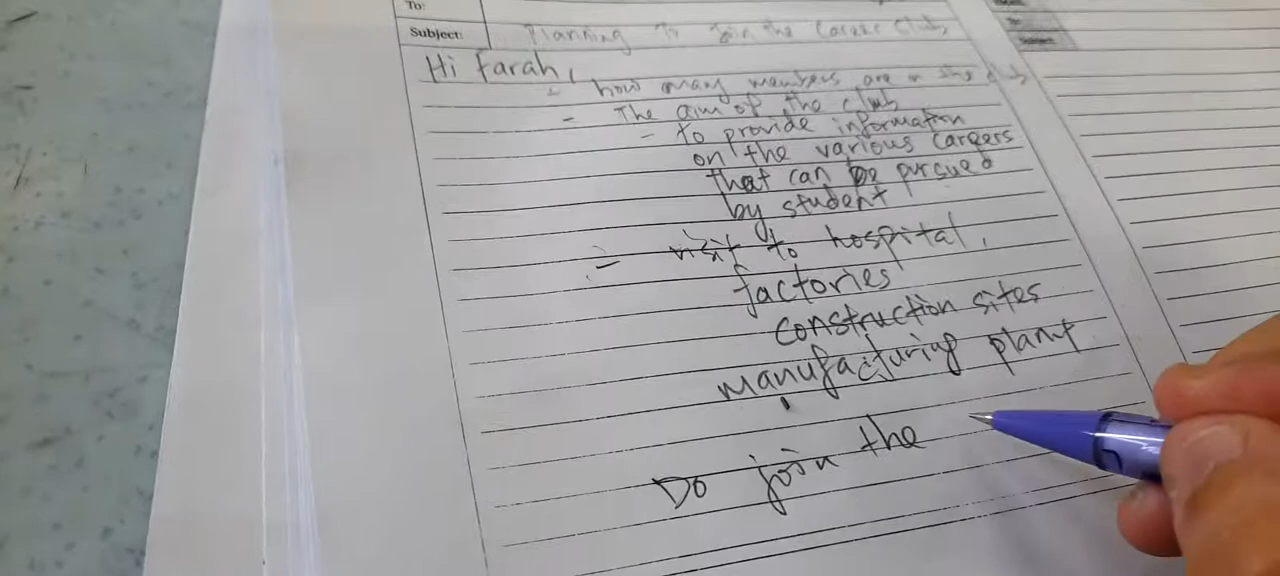 To:
Subject: Planning To join the Career Club
Hi Farah,
- how many members are in the club
- The aim of the club
- to provide information
on the various careers
that can be pursued
by student
- visit to hospital,
factories
construction sites
manufacturing plant
Do join the